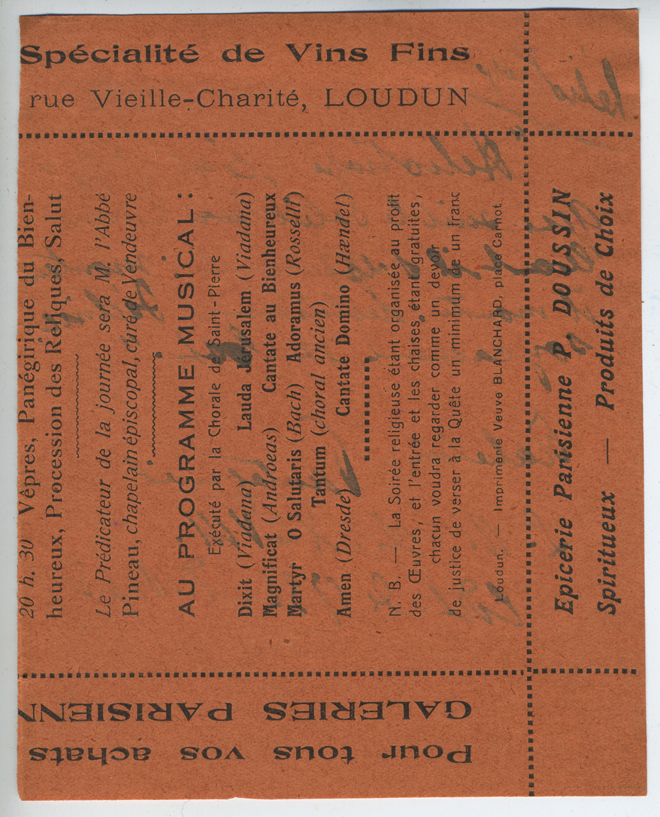 Spécialité de Vins Fins
rue Vieille-Charité, LOUDUN
20 h. 30 Vêpres, Panégirique du Bien-
heureux, Procession des Reliques, Salut
Le Prédicateur de la journée sera M. l'Abbé
Pineau, chapelain épiscopal, curé de Vendeuvre
AU PROGRAMME MUSICAL :
Exécuté par la Chorale de Saint-Pierre
Dixit (Viadana) Lauda Jérusalem (Viadana)
Magnificat (Androeas) Cantate au Bienheureux
Martyr O Salutaris (Bach) Adoramus (Rosselli)
Tantum (choral ancien)
Amen (Dresde) Cantate Domino (Hændel)
N. B. — La Soirée religieuse étant organisée au profit
des Œuvres, et l'entrée et les chaises étant gratuites,
chacun voudra regarder comme un devoir
de justice de verser à la Quête un minimum de un franc
Loudun. — Imprimerie Veuve BLANCHARD, place Carnot
Epicerie Parisienne P. DOUSSIN
Spiritueux — Produits de Choix
Pour tous vos achats
GALERIES PARISIENN